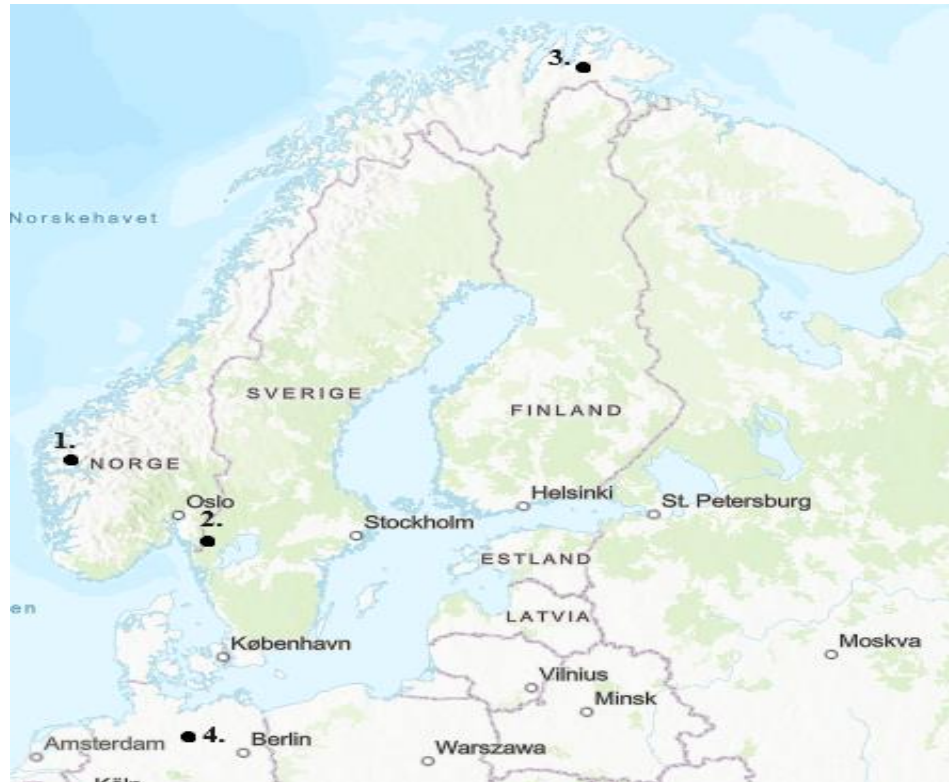 3.
Norskehavet
SVERIGE
FINLAND
1.
NORGE
Oslo
2.
Helsinki
St. Petersburg
Stockholm
ESTLAND
en
LATVIA
København
Moskva
Vilnius
Minsk
4.
Amsterdam
Berlin
Warszawa
Köln